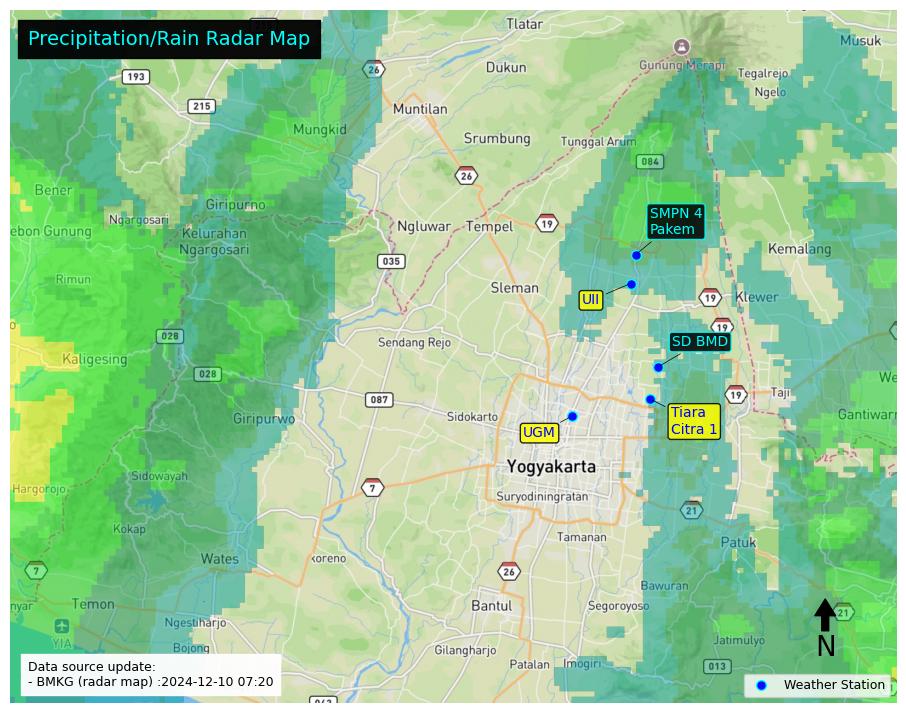 Precipitation/Rain Radar Map
Tlatar
Musuk
Gunung Merapi
26
193
Dukun
Tegalrejo
Ngelo
215
Muntilan
Mungkid
Srumbung
Tunggal Arum
084
26
Bener
Giripurno
Ngargosari
SMPN 4
Pakem
Kelurahan
Ngargosari
ebon Gunung
Ngluwar
Tempel
19
Kemalang
035
Rimun
Sleman
UII
19
Klewer
19
028
Sendang Rejo
SD BMD
Kaligesing
028
We
087
19
Taji
Giripurwo
Sidokarto
Tiara
Citra 1
Gantiwarn
UGM
Yogyakarta
Sidowayah
Hargorojo
7
Suryodiningratan
21
Kokap
Tamanan
Patuk
Wates
koreno
7
26
Bawuran
Temon
Bantul
Segoroyoso
21
nyar
Ngestiharjo
YIA
Jatimulyo
N
Bojong
Gilangharjo
Patalan
Imogiri
013
Data source update:
- BMKG (radar map) :2024-12-10 07:20
Weather Station